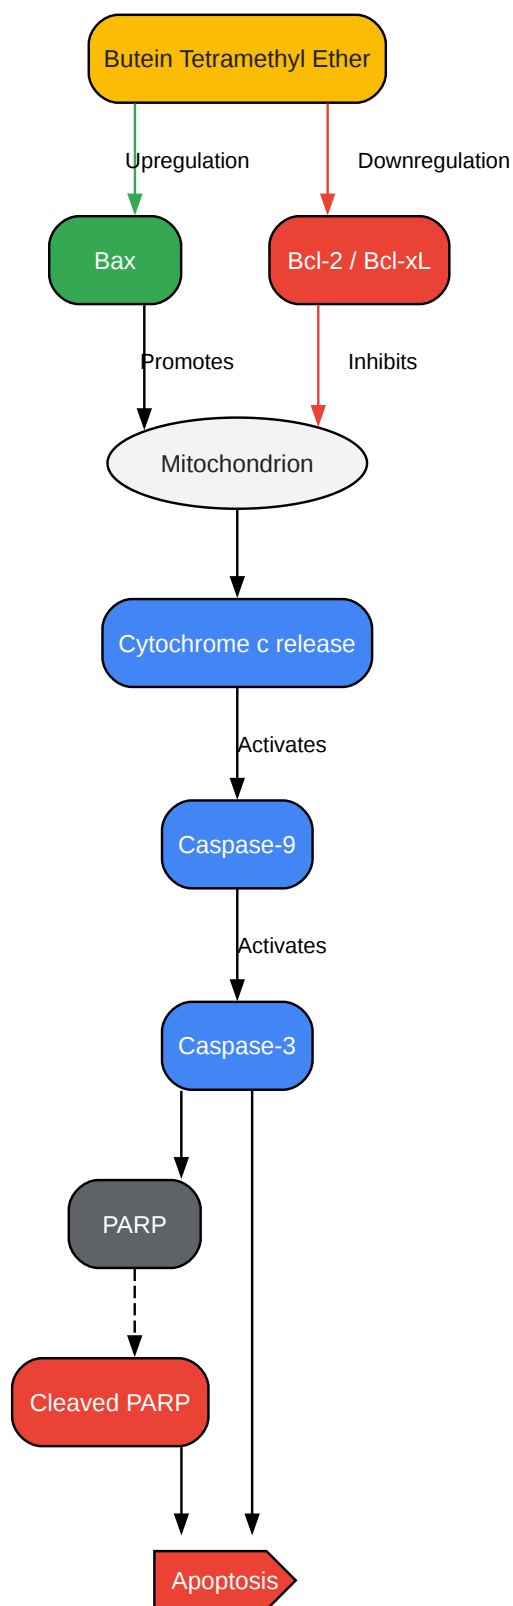 Butein Tetramethyl Ether
Upregulation
Downregulation
Bax
Bcl-2 / Bcl-xL
Promotes
Inhibits
Mitochondrion
Cytochrome c release
Activates
Caspase-9
Activates
Caspase-3
PARP
Cleaved PARP
Apoptosis